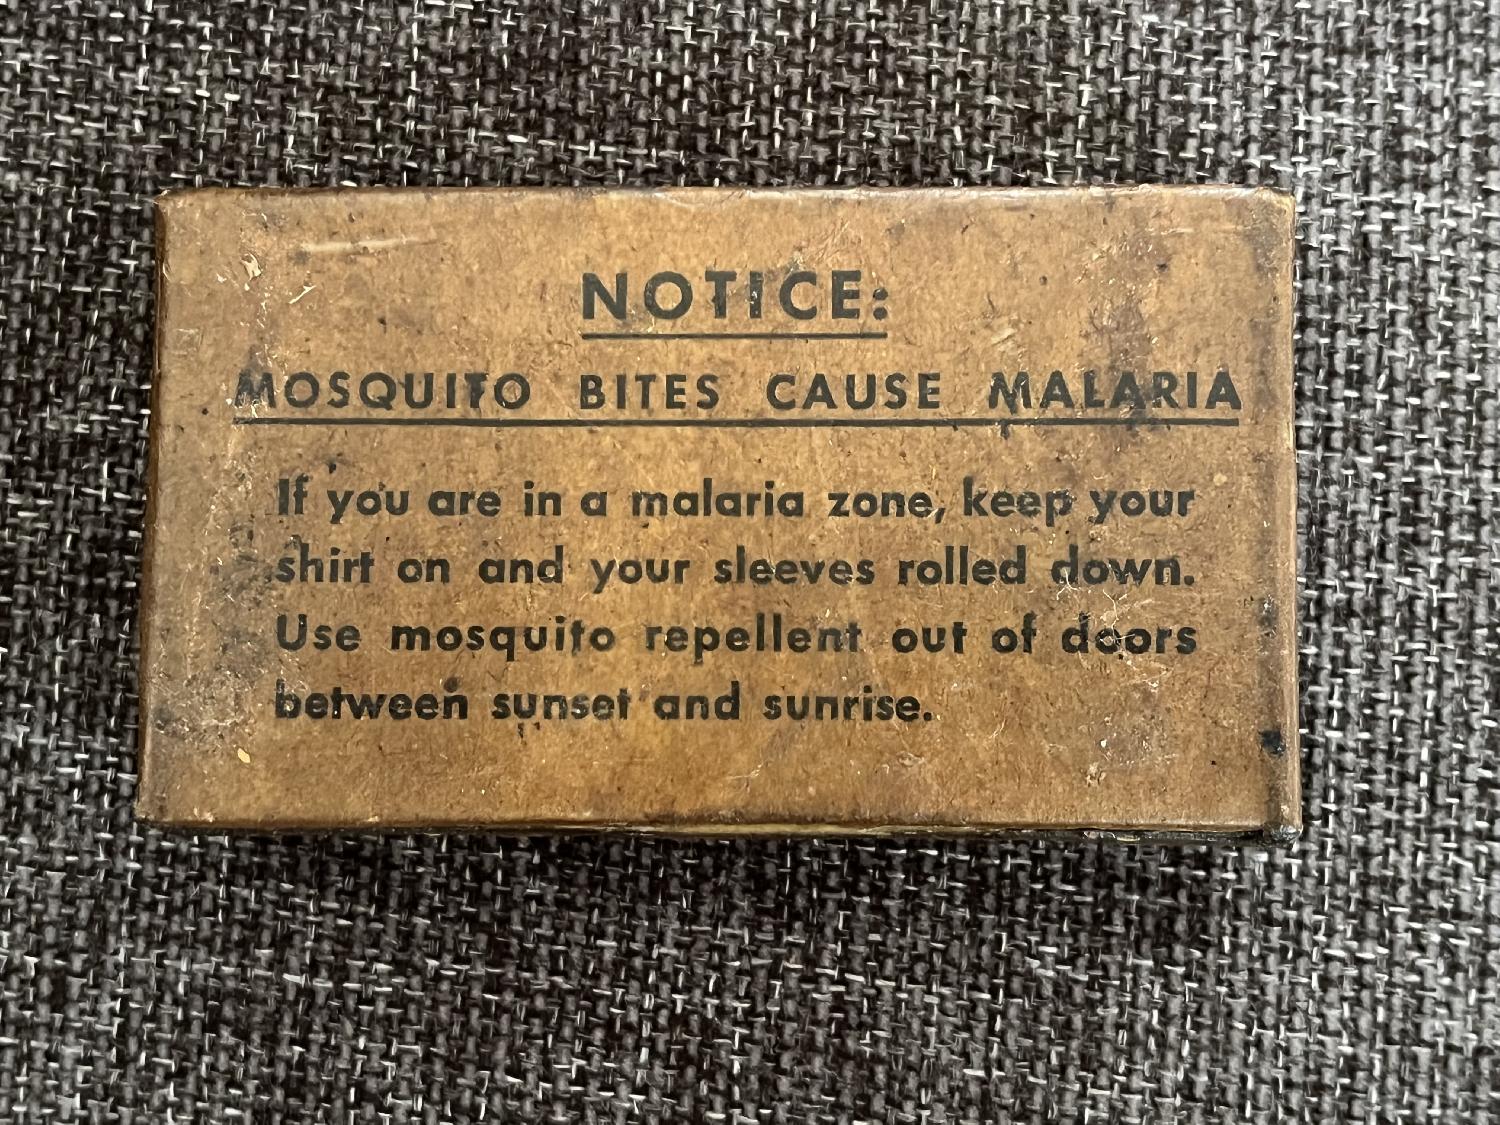 NOTICE:
MOSQUITO BITES CAUSE MALARIA
If you are in a malaria zone, keep your
shirt on and your sleeves rolled down.
Use mosquito repellent out of doors
between sunset and sunrise.